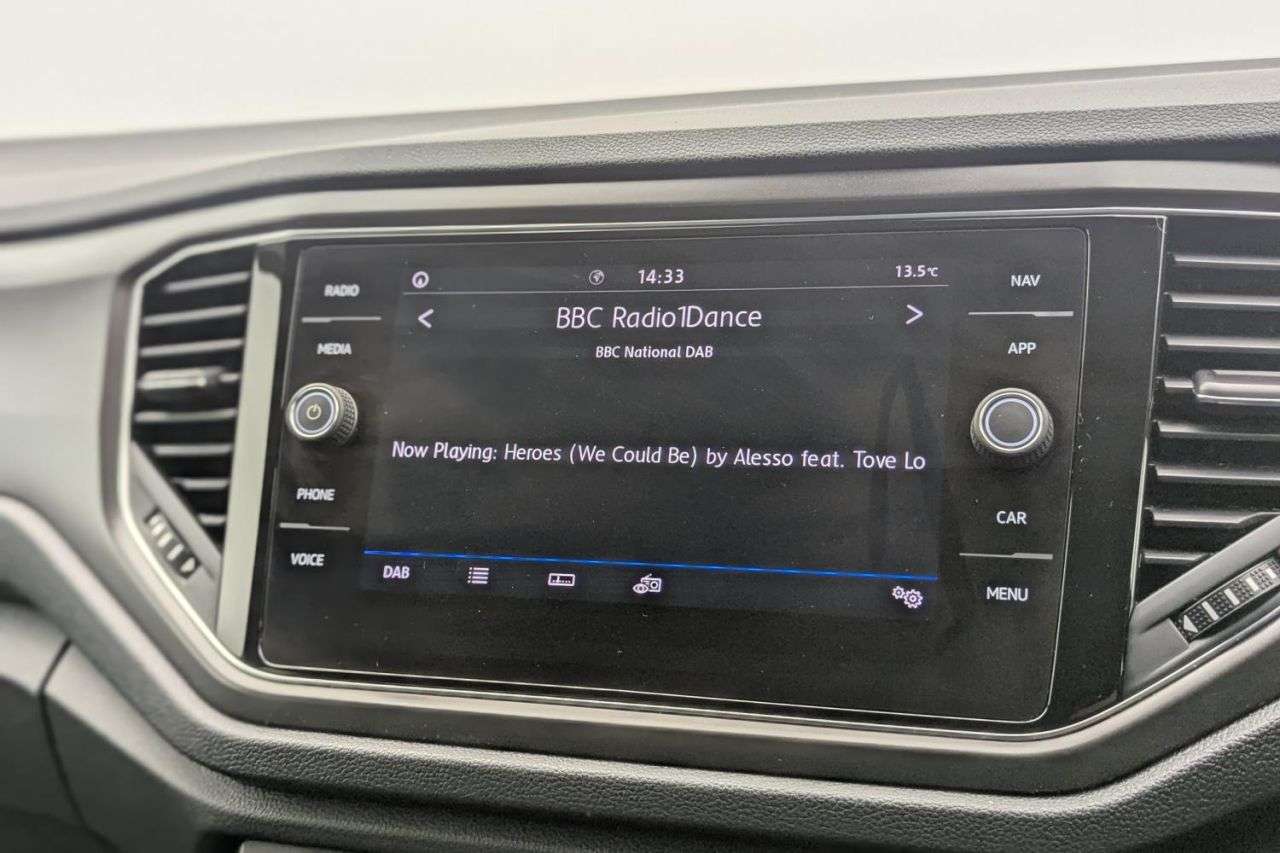 14:33
13.5°C
RADIO
NAV
< BBC Radio1Dance >
BBC National DAB
MEDIA
APP
Now Playing: Heroes (We Could Be) by Alesso feat. Tove Lo
PHONE
CAR
VOICE
DAB
MENU